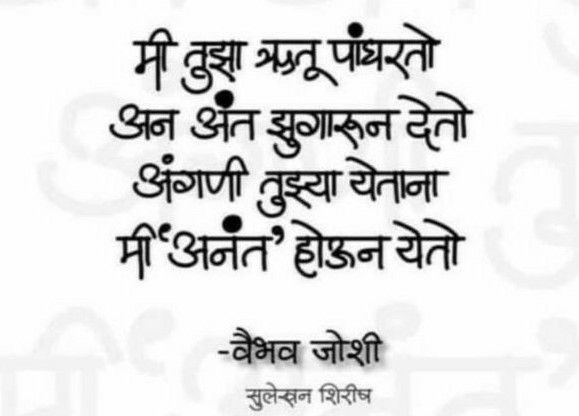 मी तुझा ऋतू पांघरतो
अन अंत झुगारून देतो
अंगणी तुझ्या येताना
मी ‘अनंत’ होऊन येतो
-वैभव जोशी
सुलेखन शिरीष